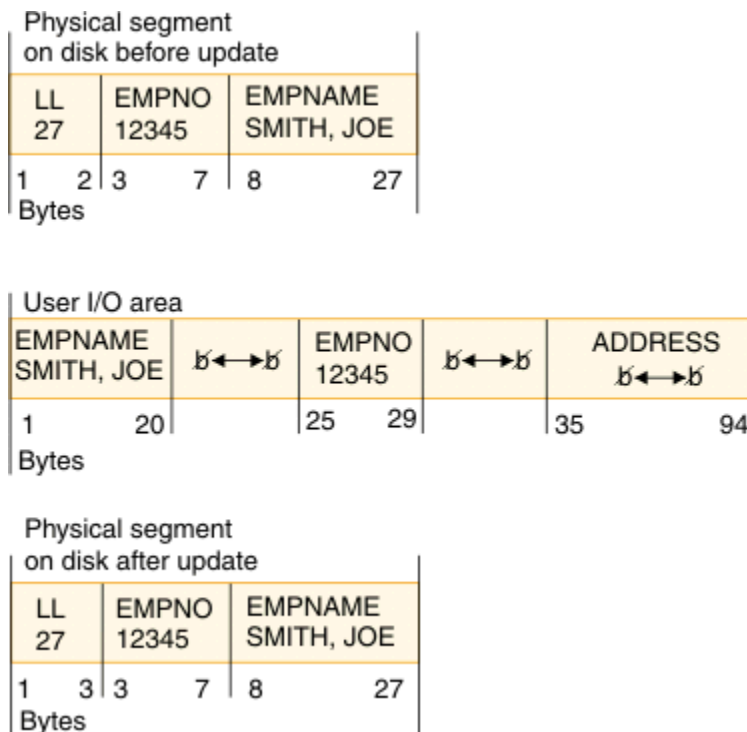 Physical segment
on disk before update
LL EMPNO EMPNAME
27 12345 SMITH, JOE
1 2 3 7 8 27
Bytes
User I/O area
EMPNAME b̸ b̸ EMPNO b̸ b̸ ADDRESS
SMITH, JOE 12345 b̸ b̸
1 20 25 29 35 94
Bytes
Physical segment
on disk after update
LL EMPNO EMPNAME
27 12345 SMITH, JOE
1 3 3 7 8 27
Bytes